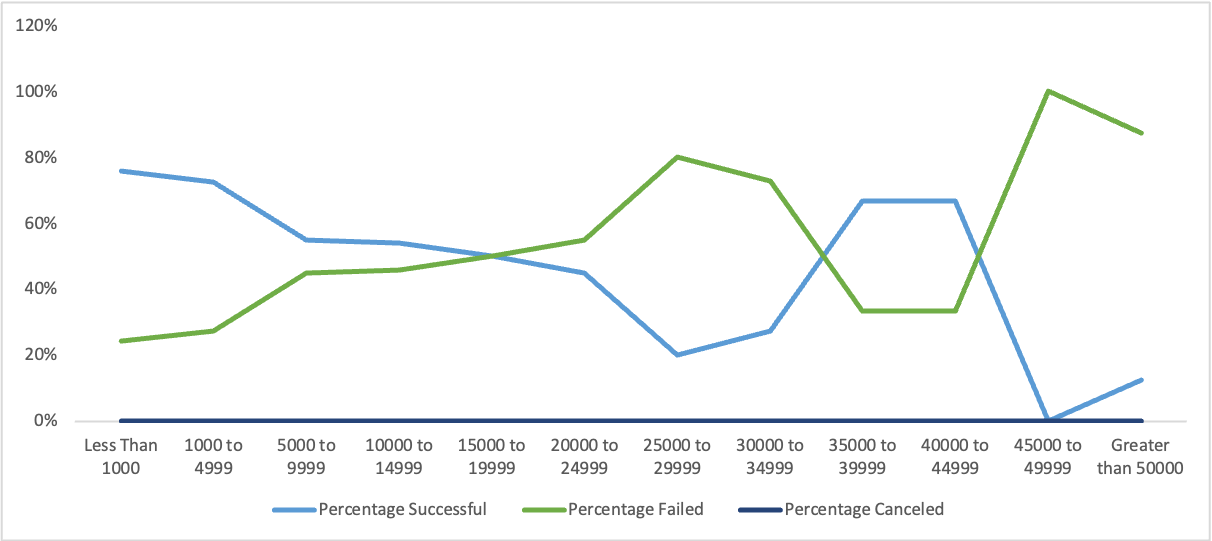 120%
100%
80%
60%
40%
20%
0%
Less Than 1000
1000 to 4999
5000 to 9999
10000 to 14999
15000 to 19999
20000 to 24999
25000 to 29999
30000 to 34999
35000 to 39999
40000 to 44999
45000 to 49999
Greater than 50000
Percentage Successful
Percentage Failed
Percentage Canceled